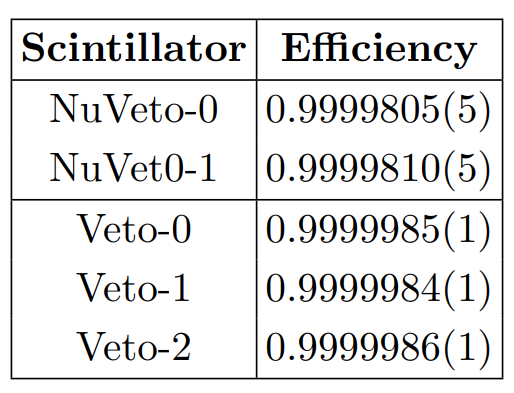 Scintillator Efficiency
NuVeto-0 0.9999805(5)
NuVet0-1 0.9999810(5)
Veto-0 0.9999985(1)
Veto-1 0.9999984(1)
Veto-2 0.9999986(1)